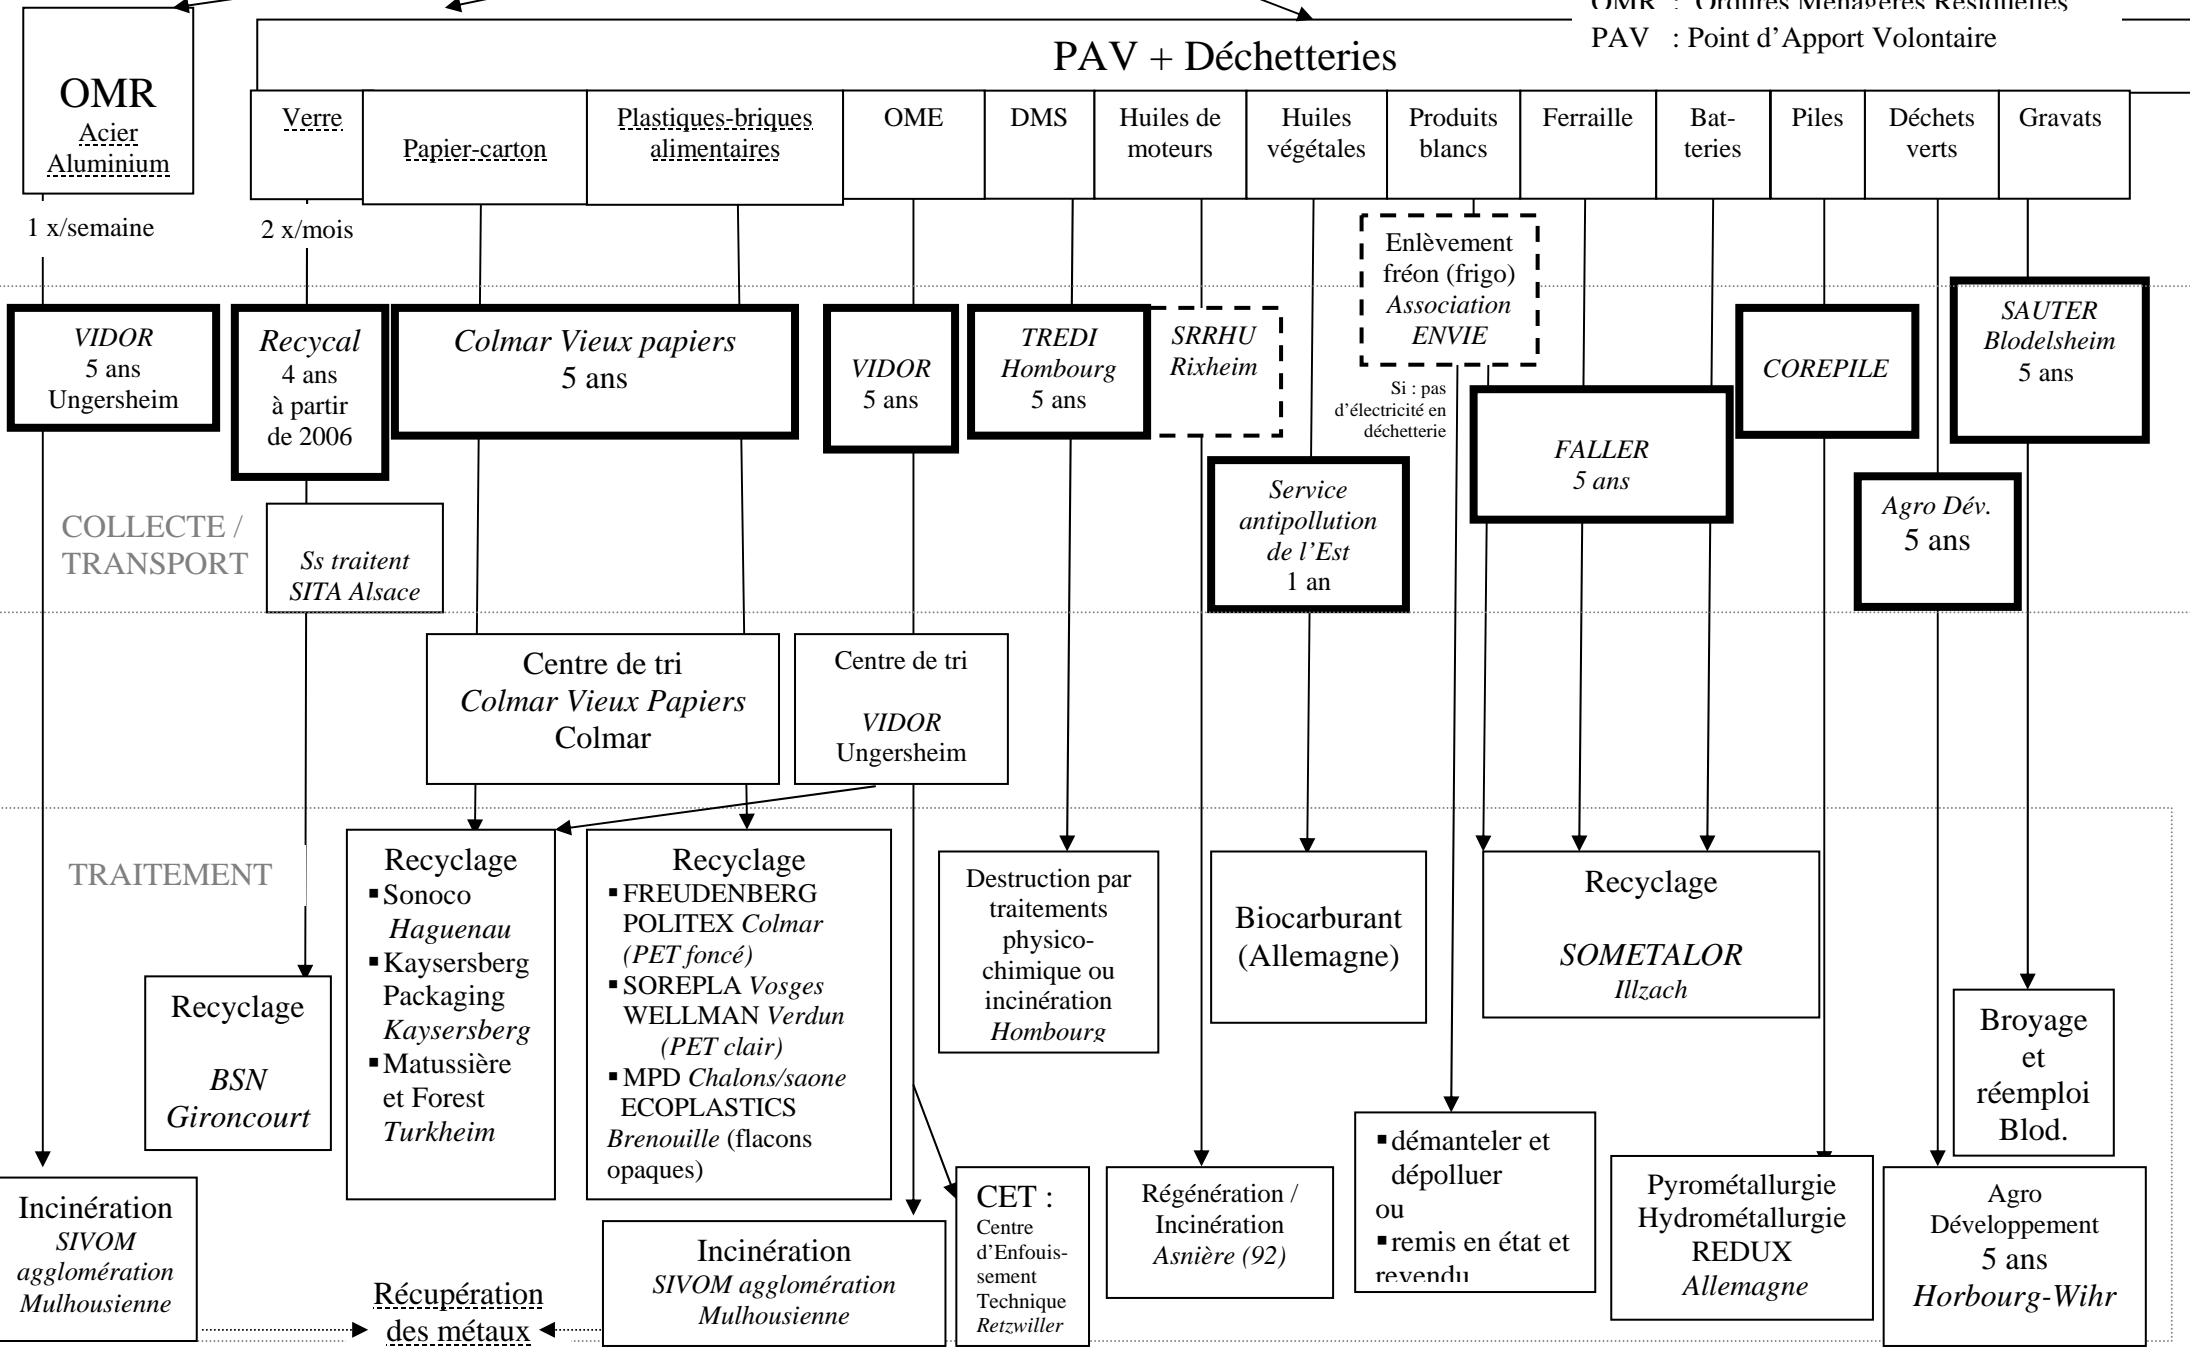 OMR : Ordures Ménagères Résiduelles
PAV : Point d'Apport Volontaire
PAV + Déchetteries
OMR
Acier
Aluminium
Verre
Papier-carton
Plastiques-briques
alimentaires
OME
DMS
Huiles de
moteurs
Huiles
végétales
Produits
blancs
Ferraille
Bat-
teries
Piles
Déchets
verts
Gravats
1 x/semaine
2 x/mois
Enlèvement
fréon (frigo)
Association
ENVIE
VIDOR
5 ans
Ungersheim
Recycal
4 ans
à partir
de 2006
Colmar Vieux papiers
5 ans
VIDOR
5 ans
TREDI
Hombourg
5 ans
SRRHU
Rixheim
Si : pas
d'électricité en
déchetterie
FALLER
5 ans
COREPILE
SAUTER
Blodelsheim
5 ans
Service
antipollution
de l'Est
1 an
Agro Dév.
5 ans
COLLECTE /
TRANSPORT
Ss traitent
SITA Alsace
Centre de tri
Colmar Vieux Papiers
Colmar
Centre de tri
VIDOR
Ungersheim
TRAITEMENT
Recyclage
BSN
Gironcourt
Recyclage
▪Sonoco
Haguenau
▪Kaysersberg
Packaging
Kaysersberg
▪Matussière
et Forest
Turkheim
Recyclage
▪FREUDENBERG
POLITEX Colmar
(PET foncé)
▪SOREPLA Vosges
WELLMAN Verdun
(PET clair)
▪MPD Chalons/saone
ECOPLASTICS
Brenouille (flacons
opaques)
Destruction par
traitements
physico-
chimique ou
incinération
Hombourg
Biocarburant
(Allemagne)
Recyclage
SOMETALOR
Illzach
Broyage
et
réemploi
Blod.
Incinération
SIVOM
agglomération
Mulhousienne
Récupération
des métaux
Incinération
SIVOM agglomération
Mulhousienne
CET :
Centre
d'Enfouis-
sement
Technique
Retzwiller
Régénération /
Incinération
Asnière (92)
▪démanteler et
dépolluer
ou
▪remis en état et
revendu
Pyrométallurgie
Hydrométallurgie
REDUX
Allemagne
Agro
Développement
5 ans
Horbourg-Wihr